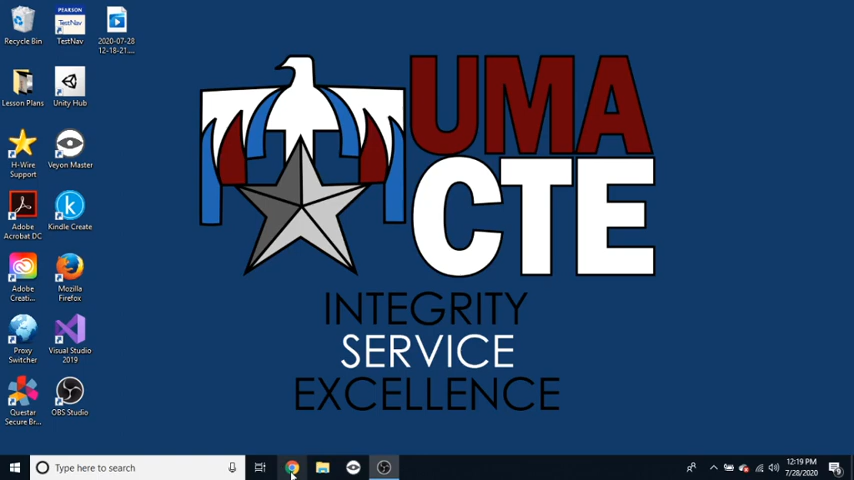 Recycle Bin
PEARSON
TestNav
TestNav
2020-07-28
12-18-21....
Lesson Plans
Unity Hub
H-Wire
Support
Veyon Master
Adobe
Acrobat DC
Kindle Create
Adobe
Creati...
Mozilla
Firefox
Proxy
Switcher
Visual Studio
2019
Questar
Secure Br...
OBS Studio
UMA
CTE
INTEGRITY
SERVICE
EXCELLENCE
Type here to search
12:19 PM
7/28/2020